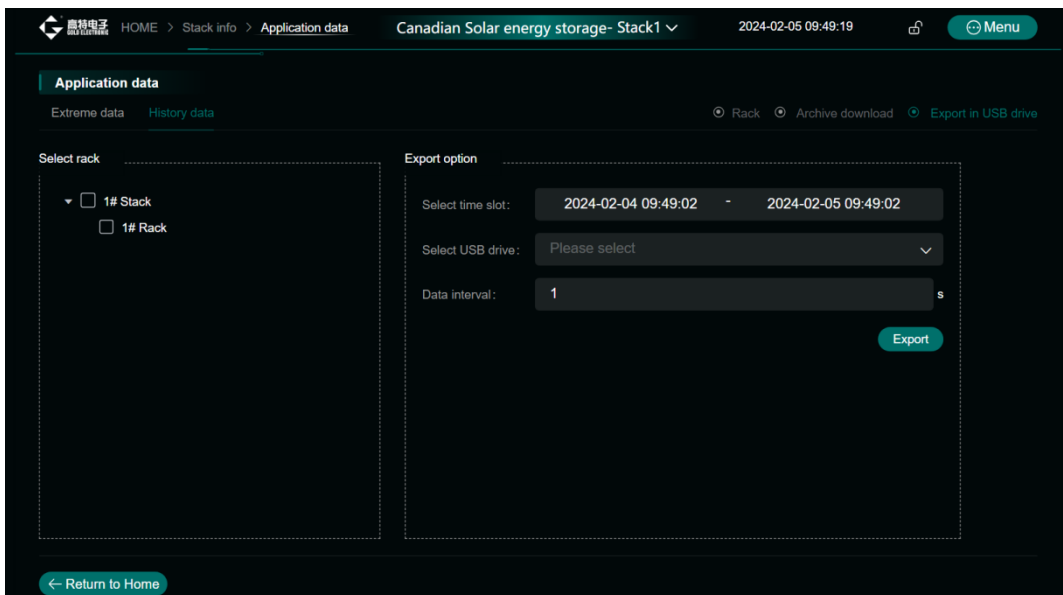 高特电子 GOLD ELECTRONIC HOME > Stack info > Application data Canadian Solar energy storage- Stack1 2024-02-05 09:49:19 Menu
Application data
Extreme data History data Rack Archive download Export in USB drive
Select rack Export option
1# Stack Select time slot: 2024-02-04 09:49:02 - 2024-02-05 09:49:02
1# Rack
Select USB drive: Please select
Data interval: 1 s
Export
Return to Home